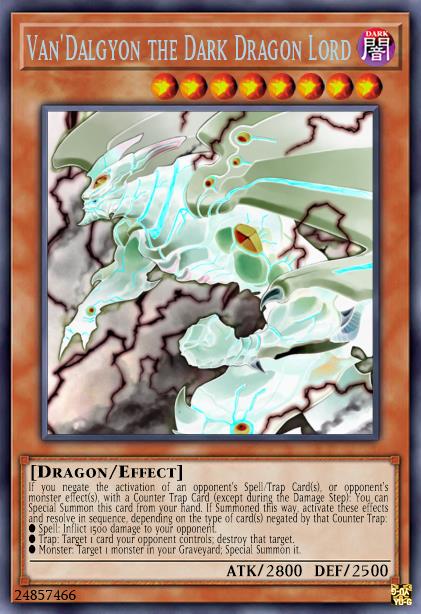 Van'Dalgyon the Dark Dragon Lord
DARK
闇
[Dragon/Effect]
If you negate the activation of an opponent's Spell/Trap Card(s), or opponent's
monster effect(s), with a Counter Trap Card (except during the Damage Step): You can
Special Summon this card from your hand. If Summoned this way, activate these effects
and resolve in sequence, depending on the type of card(s) negated by that Counter Trap:
● Spell: Inflict 1500 damage to your opponent.
● Trap: Target 1 card your opponent controls; destroy that target.
● Monster: Target 1 monster in your Graveyard; Special Summon it.
ATK/2800 DEF/2500
24857466